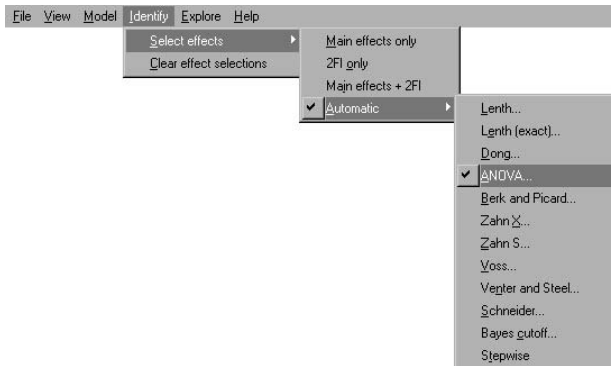 File View Model Identify Explore Help
Select effects
Clear effect selections
Main effects only
2FI only
Main effects + 2FI
Automatic
Lenth...
Lenth (exact)...
Dong...
ANOVA...
Berk and Picard...
Zahn X...
Zahn S...
Voss...
Venter and Steel...
Schneider...
Bayes cutoff...
Stepwise